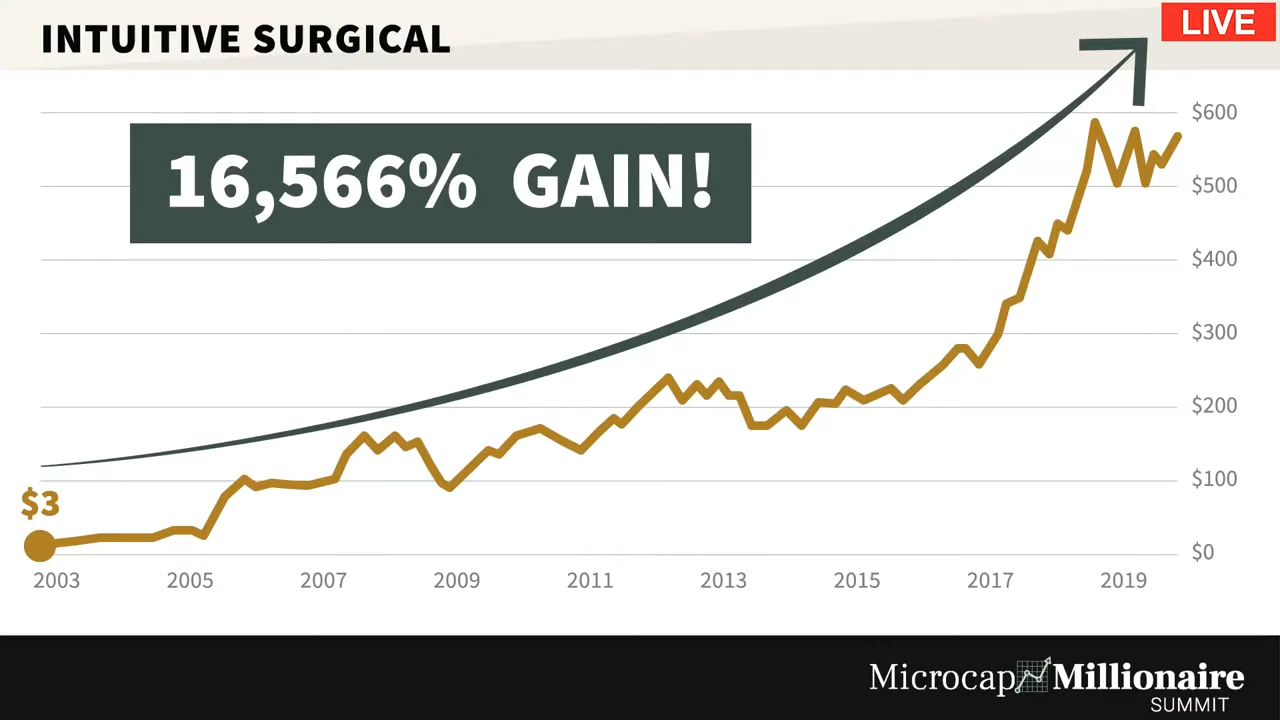 INTUITIVE SURGICAL
LIVE
16,566% GAIN!
$600
$500
$400
$300
$200
$100
$0
$3
2003 2005 2007 2009 2011 2013 2015 2017 2019
Microcap Millionaire
SUMMIT